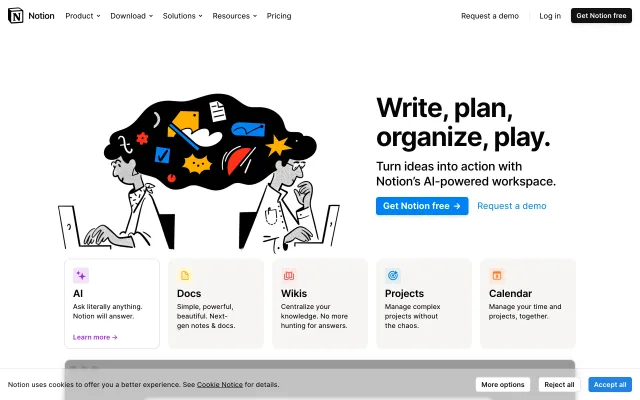 Notion
Product
Download
Solutions
Resources
Pricing
Request a demo
Log in
Get Notion free
Write, plan,
organize, play.
Turn ideas into action with
Notion's AI-powered workspace.
Get Notion free →
Request a demo
AI
Ask literally anything.
Notion will answer.
Learn more →
Docs
Simple, powerful,
beautiful. Next-
gen notes & docs.
Wikis
Centralize your
knowledge. No more
hunting for answers.
Projects
Manage complex
projects without
the chaos.
Calendar
Manage your time and
projects, together.
Notion uses cookies to offer you a better experience. See Cookie Notice for details.
More options
Reject all
Accept all